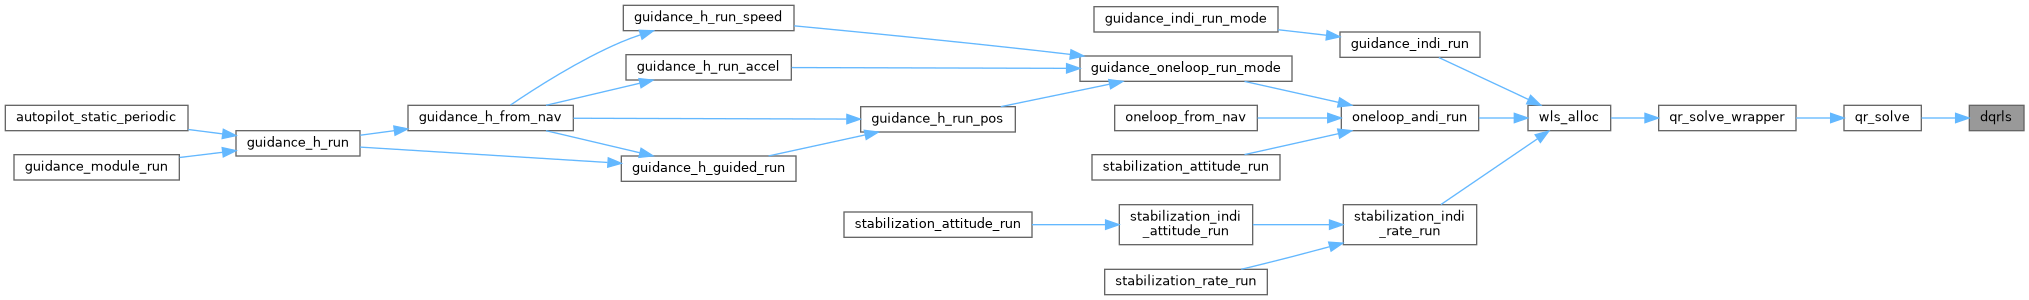 guidance_h_run_speed
guidance_indi_run_mode
guidance_indi_run
guidance_h_run_accel
guidance_oneloop_run_mode
autopilot_static_periodic
guidance_h_from_nav
guidance_h_run_pos
oneloop_from_nav
oneloop_andi_run
wls_alloc
qr_solve_wrapper
qr_solve
dqrls
guidance_h_run
guidance_module_run
guidance_h_guided_run
stabilization_attitude_run
stabilization_attitude_run
stabilization_indi
_attitude_run
stabilization_indi
_rate_run
stabilization_rate_run